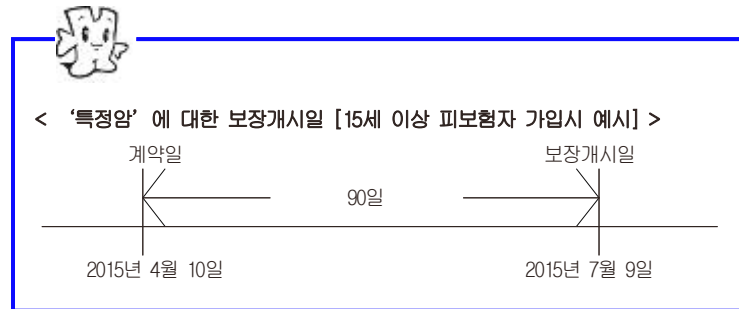 < ‘특정암’ 에 대한 보장개시일 [15세 이상 피보험자 가입시 예시] >
계약일 보장개시일
90일
2015년 4월 10일 2015년 7월 9일